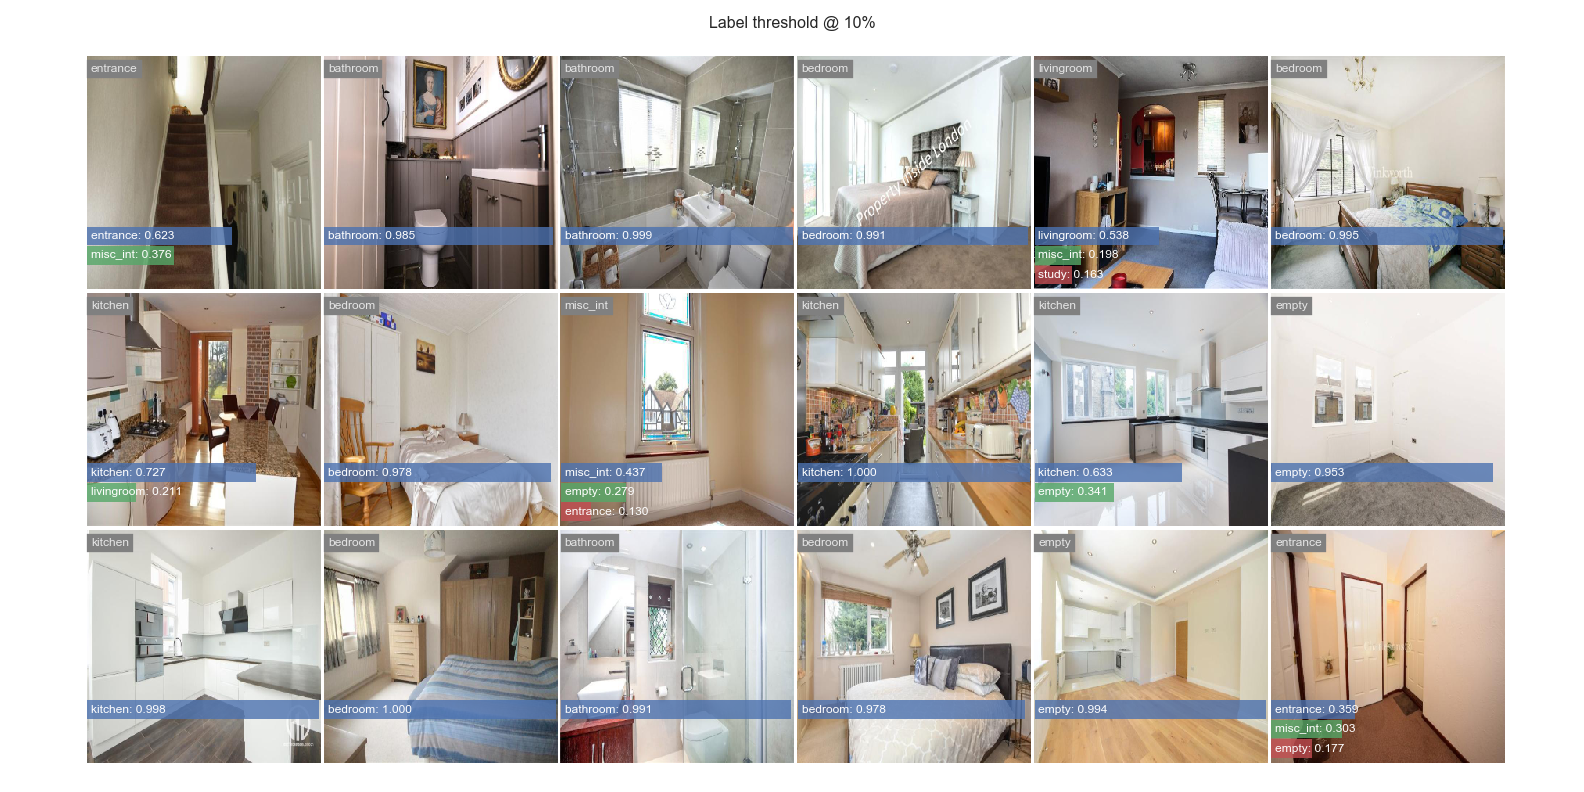 Label threshold @ 10%
entrance
entrance: 0.623
misc_int: 0.376
bathroom
bathroom: 0.985
bathroom
bathroom: 0.999
bedroom
Property Inside London
bedroom: 0.991
livingroom
livingroom: 0.538
misc_int: 0.198
study: 0.163
bedroom
bedroom: 0.995
kitchen
kitchen: 0.727
livingroom: 0.211
bedroom
bedroom: 0.978
misc_int
misc_int: 0.437
empty: 0.279
entrance: 0.130
kitchen
kitchen: 1.000
kitchen
kitchen: 0.633
empty: 0.341
empty
empty: 0.953
kitchen
kitchen: 0.998
bedroom
bedroom: 1.000
bathroom
bathroom: 0.991
bedroom
bedroom: 0.978
empty
empty: 0.994
entrance
entrance: 0.359
misc_int: 0.303
empty: 0.177